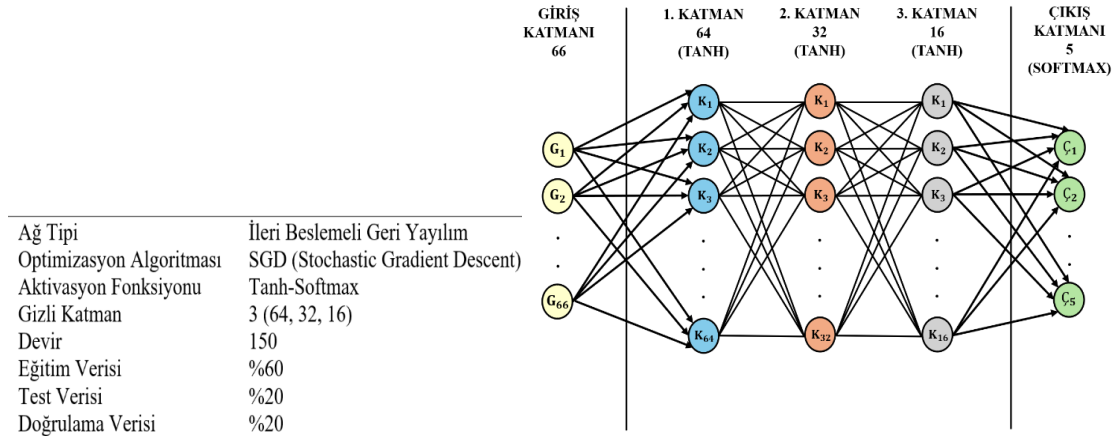 Ağ Tipi İleri Beslemeli Geri Yayılım
Optimizasyon Algoritması SGD (Stochastic Gradient Descent)
Aktivasyon Fonksiyonu Tanh-Softmax
Gizli Katman 3 (64, 32, 16)
Devir 150
Eğitim Verisi %60
Test Verisi %20
Doğrulama Verisi %20
GİRİŞ
KATMANI
66
1. KATMAN
64
(TANH)
2. KATMAN
32
(TANH)
3. KATMAN
16
(TANH)
ÇIKIŞ
KATMANI
5
(SOFTMAX)
G1
G2
G66
K1
K2
K3
K64
K1
K2
K3
K32
K1
K2
K3
K16
Ç1
Ç2
Ç5